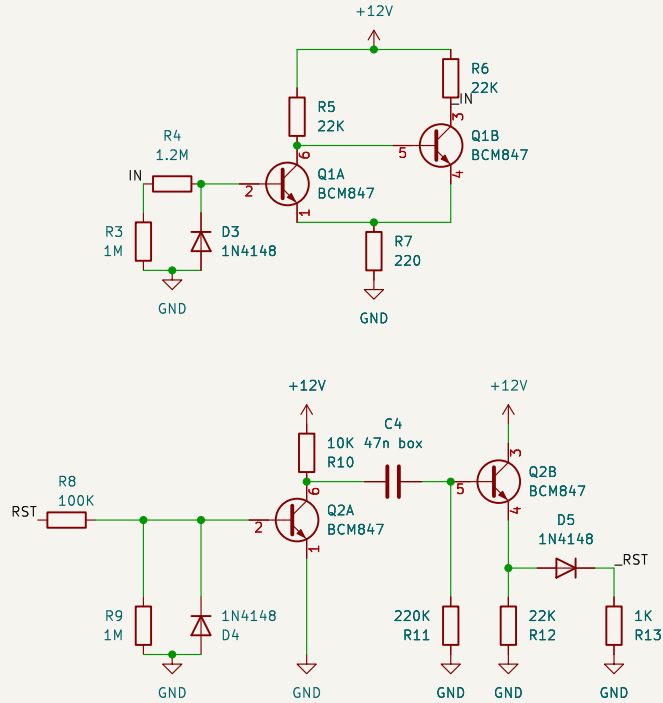 +12V
R6
22K
_IN
3
R5
22K
Q1B
BCM847
R4
1.2M
6
5
4
IN
Q1A
BCM847
2
1
R3
1M
D3
1N4148
R7
220
GND
GND
+12V
+12V
C4
47n box
10K
R10
3
R8
100K
6
Q2B
BCM847
5
RST
Q2A
BCM847
4
2
1
D5
1N4148
_RST
R9
1M
1N4148
D4
220K
R11
22K
R12
1K
R13
GND
GND
GND
GND
GND